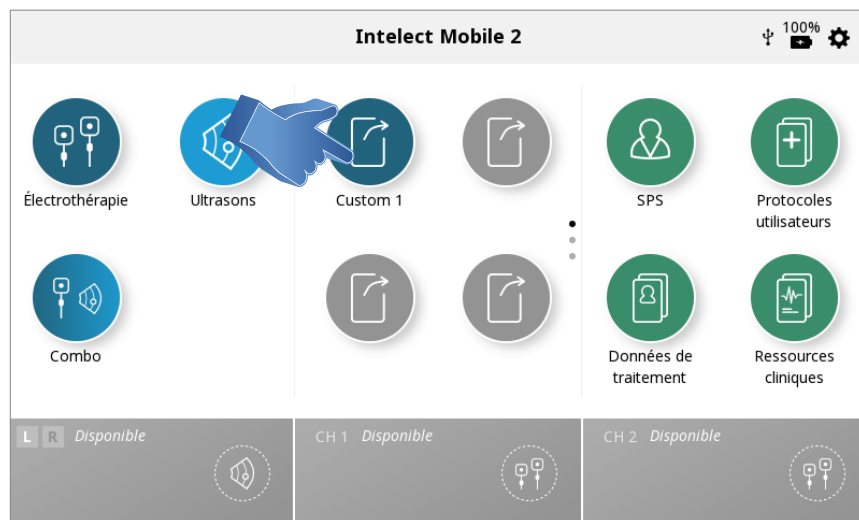 Intelect Mobile 2
100%
Électrothérapie
Ultrasons
Custom 1
SPS
Protocoles
utilisateurs
Combo
Données de
traitement
Ressources
cliniques
L R Disponible
CH 1 Disponible
CH 2 Disponible